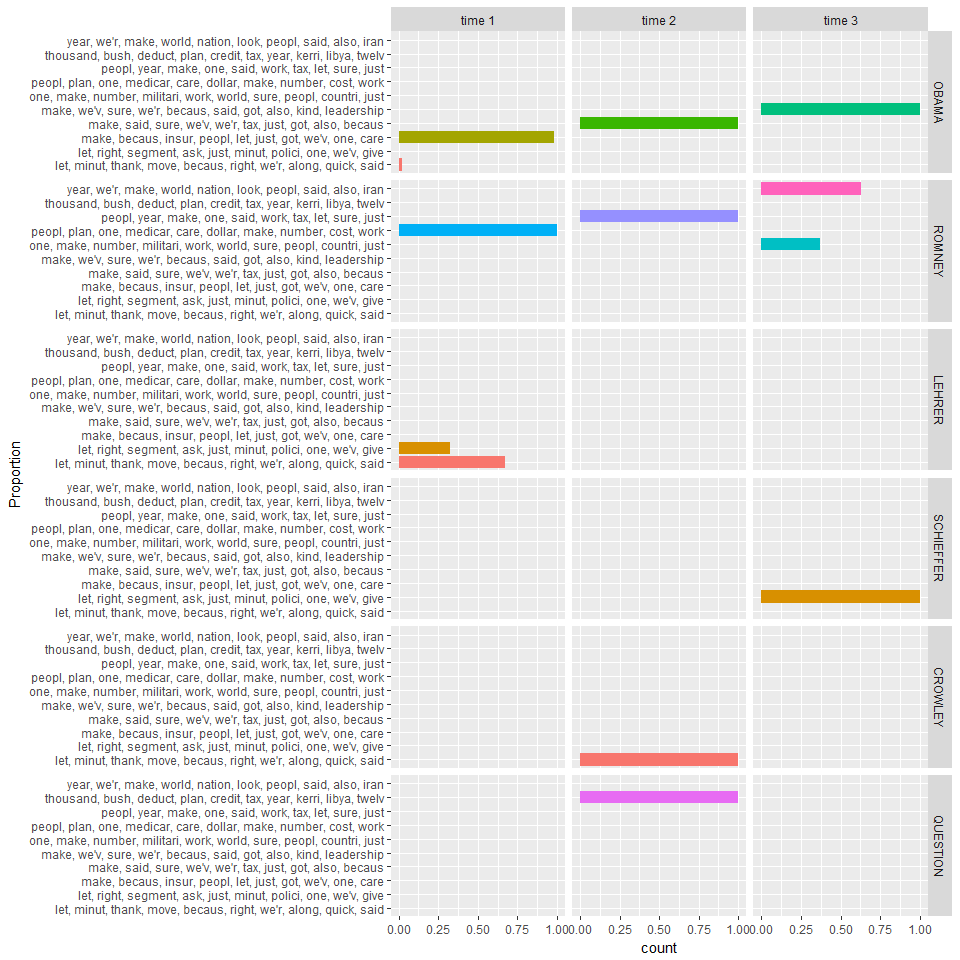 time 1 time 2 time 3
year, we'r, make, world, nation, look, peopl, said, also, iran
thousand, bush, deduct, plan, credit, tax, year, kerri, libya, twelv
peopl, year, make, one, said, work, tax, let, sure, just
peopl, plan, one, medicar, care, dollar, make, number, cost, work
one, make, number, militari, work, world, sure, peopl, countri, just
make, we'v, sure, we'r, becaus, said, got, also, kind, leadership
make, said, sure, we'v, we'r, tax, just, got, also, becaus
make, becaus, insur, peopl, let, just, got, we'v, one, care
let, right, segment, ask, just, minut, polici, one, we'v, give
let, minut, thank, move, becaus, right, we'r, along, quick, said
OBAMA
year, we'r, make, world, nation, look, peopl, said, also, iran
thousand, bush, deduct, plan, credit, tax, year, kerri, libya, twelv
peopl, year, make, one, said, work, tax, let, sure, just
peopl, plan, one, medicar, care, dollar, make, number, cost, work
one, make, number, militari, work, world, sure, peopl, countri, just
make, we'v, sure, we'r, becaus, said, got, also, kind, leadership
make, said, sure, we'v, we'r, tax, just, got, also, becaus
make, becaus, insur, peopl, let, just, got, we'v, one, care
let, right, segment, ask, just, minut, polici, one, we'v, give
let, minut, thank, move, becaus, right, we'r, along, quick, said
ROMNEY
year, we'r, make, world, nation, look, peopl, said, also, iran
thousand, bush, deduct, plan, credit, tax, year, kerri, libya, twelv
peopl, year, make, one, said, work, tax, let, sure, just
peopl, plan, one, medicar, care, dollar, make, number, cost, work
one, make, number, militari, work, world, sure, peopl, countri, just
make, we'v, sure, we'r, becaus, said, got, also, kind, leadership
make, said, sure, we'v, we'r, tax, just, got, also, becaus
make, becaus, insur, peopl, let, just, got, we'v, one, care
let, right, segment, ask, just, minut, polici, one, we'v, give
let, minut, thank, move, becaus, right, we'r, along, quick, said
LEHRER
Proportion
year, we'r, make, world, nation, look, peopl, said, also, iran
thousand, bush, deduct, plan, credit, tax, year, kerri, libya, twelv
peopl, year, make, one, said, work, tax, let, sure, just
peopl, plan, one, medicar, care, dollar, make, number, cost, work
one, make, number, militari, work, world, sure, peopl, countri, just
make, we'v, sure, we'r, becaus, said, got, also, kind, leadership
make, said, sure, we'v, we'r, tax, just, got, also, becaus
make, becaus, insur, peopl, let, just, got, we'v, one, care
let, right, segment, ask, just, minut, polici, one, we'v, give
let, minut, thank, move, becaus, right, we'r, along, quick, said
SCHIEFFER
year, we'r, make, world, nation, look, peopl, said, also, iran
thousand, bush, deduct, plan, credit, tax, year, kerri, libya, twelv
peopl, year, make, one, said, work, tax, let, sure, just
peopl, plan, one, medicar, care, dollar, make, number, cost, work
one, make, number, militari, work, world, sure, peopl, countri, just
make, we'v, sure, we'r, becaus, said, got, also, kind, leadership
make, said, sure, we'v, we'r, tax, just, got, also, becaus
make, becaus, insur, peopl, let, just, got, we'v, one, care
let, right, segment, ask, just, minut, polici, one, we'v, give
let, minut, thank, move, becaus, right, we'r, along, quick, said
CROWLEY
year, we'r, make, world, nation, look, peopl, said, also, iran
thousand, bush, deduct, plan, credit, tax, year, kerri, libya, twelv
peopl, year, make, one, said, work, tax, let, sure, just
peopl, plan, one, medicar, care, dollar, make, number, cost, work
one, make, number, militari, work, world, sure, peopl, countri, just
make, we'v, sure, we'r, becaus, said, got, also, kind, leadership
make, said, sure, we'v, we'r, tax, just, got, also, becaus
make, becaus, insur, peopl, let, just, got, we'v, one, care
let, right, segment, ask, just, minut, polici, one, we'v, give
let, minut, thank, move, becaus, right, we'r, along, quick, said
QUESTION
0.00 0.25 0.50 0.75 1.00 0.00 0.25 0.50 0.75 1.00 0.00 0.25 0.50 0.75 1.00
count